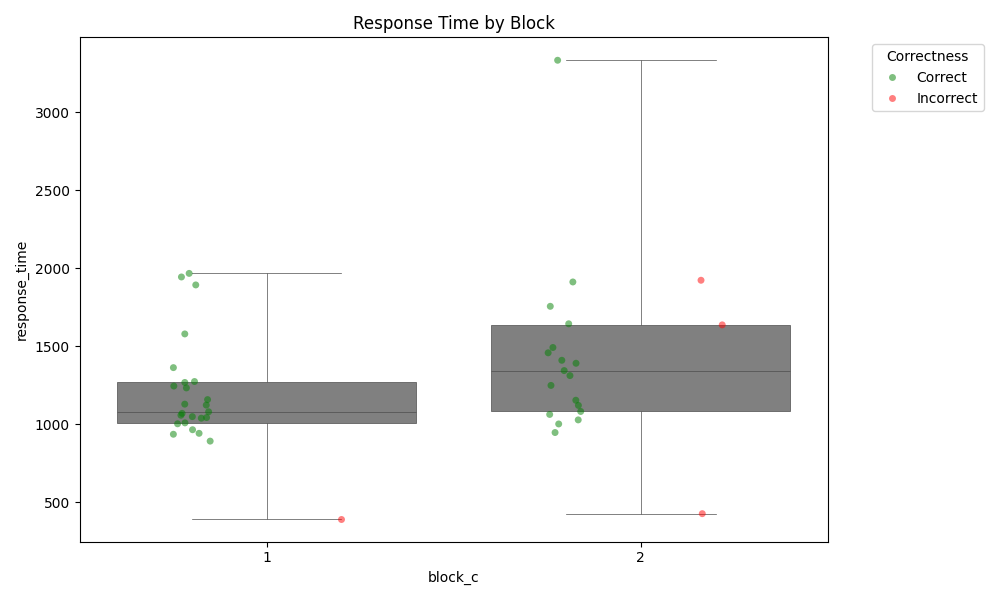 Response Time by Block
Correctness
Correct
Incorrect
response_time
3000
2500
2000
1500
1000
500
1
2
block_c